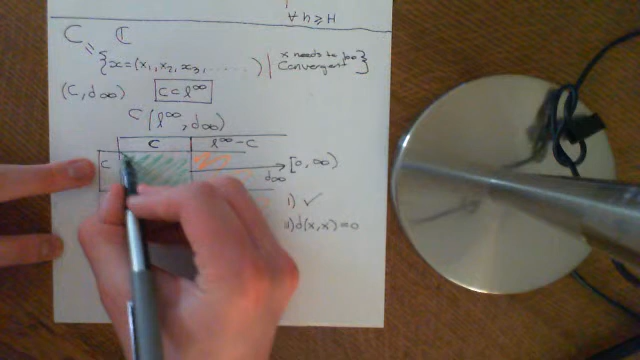 ∀ h ≥ H
C ℂ
= {x = (x₁, x₂, x₃, ......) | x needs to be
Convergent}
(C, d∞) C ⊂ ℓ^∞
C (ℓ^∞, d∞)
C ℓ^∞ - C
C → [0, ∞)
d∞
i) ✓
ii) d(x, x) = 0